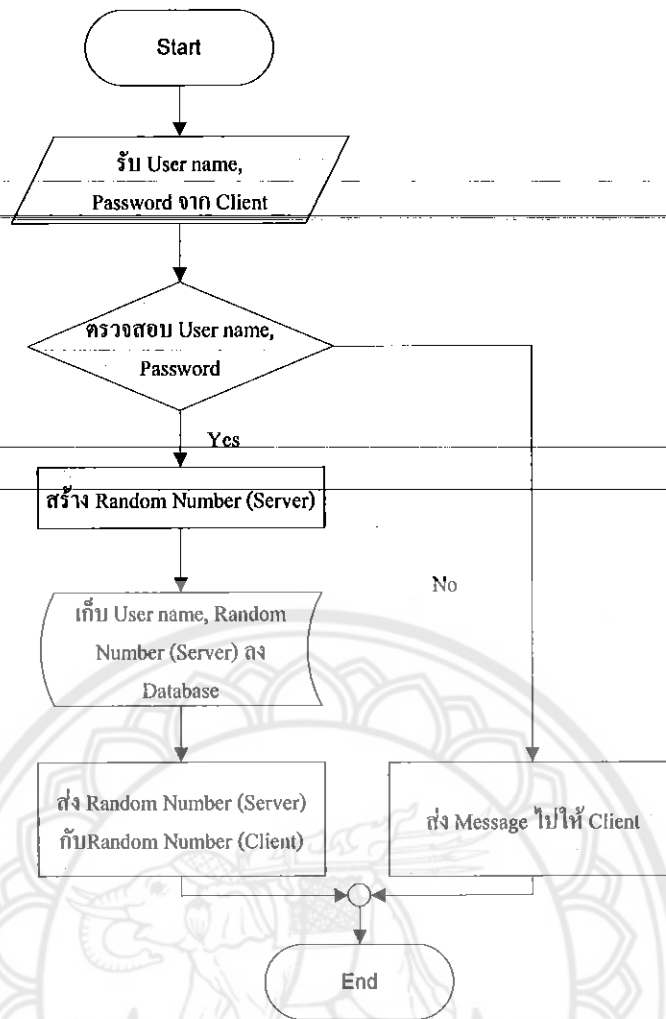 Start
รับ User name,
Password จาก Client
ตรวจสอบ User name,
Password
Yes
สร้าง Random Number (Server)
No
เก็บ User name, Random
Number (Server) ลง
Database
ส่ง Random Number (Server)
กับRandom Number (Client)
ส่ง Message ไปให้ Client
End